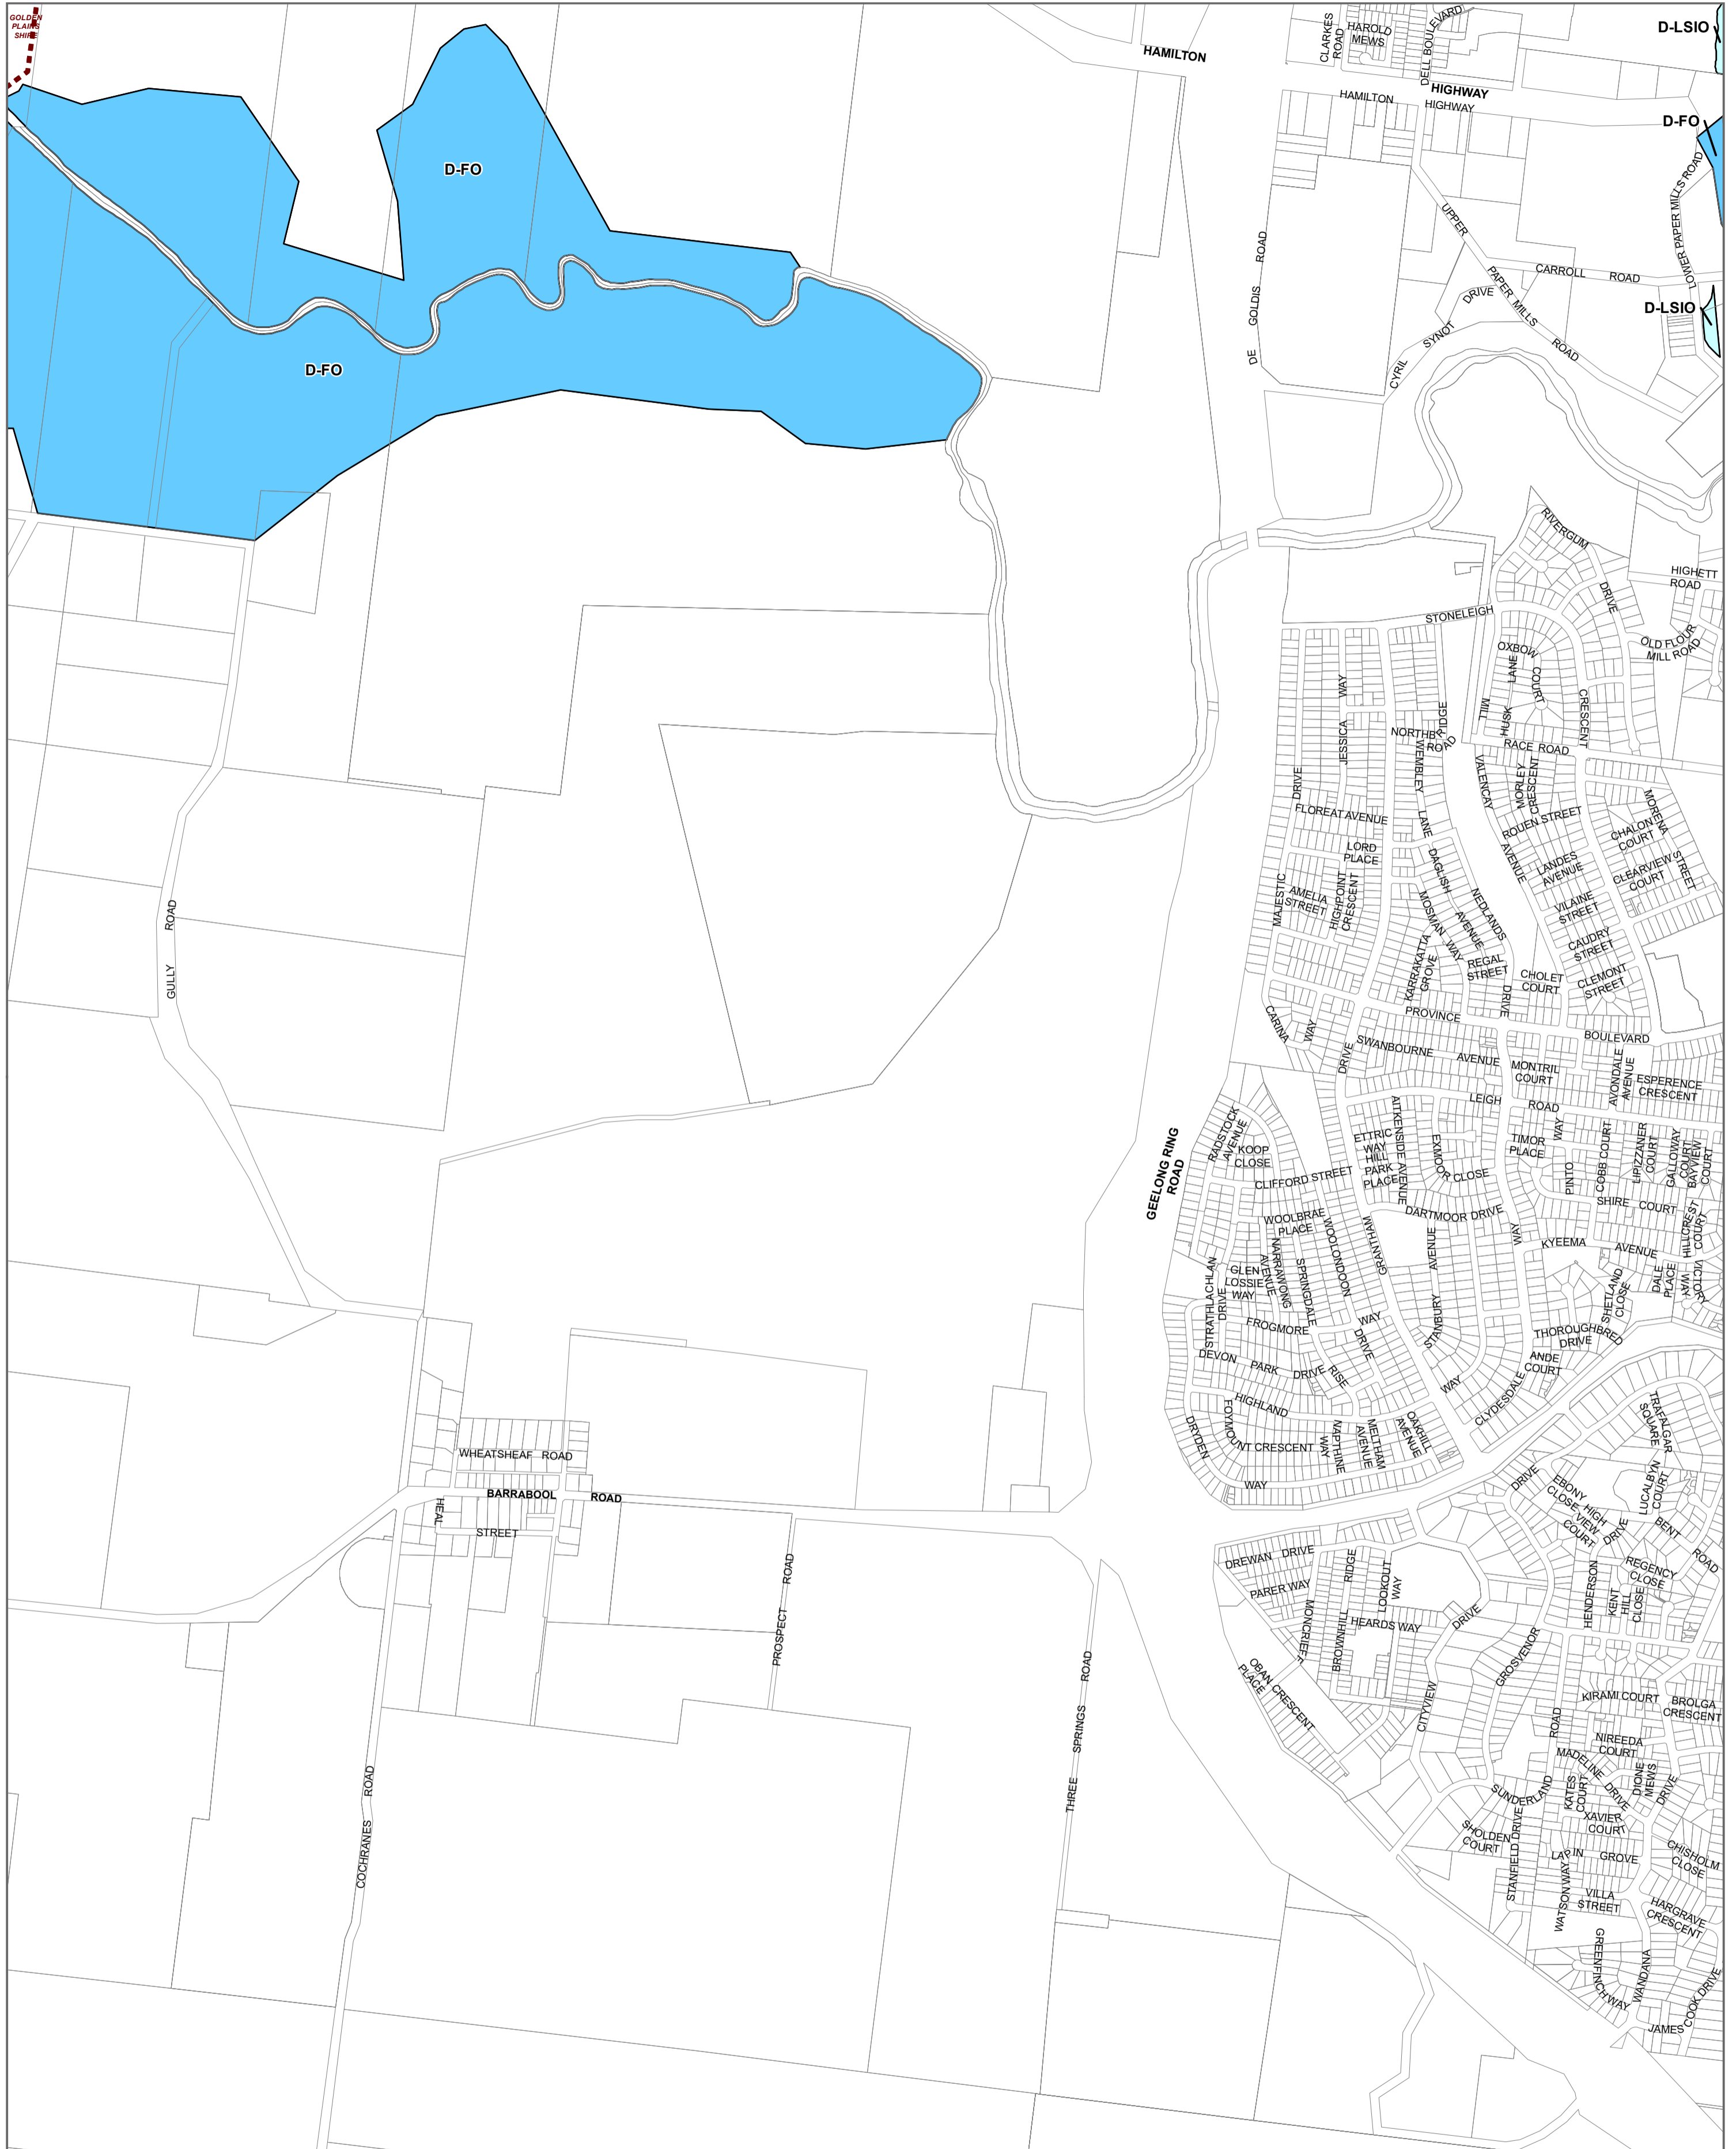 GOLDEN
PLAINS
SHIRE
HAMILTON
CLARKES
ROAD
HAROLD
MEWS
DELL BOULEVARD
D-LSIO
HIGHWAY
HAMILTON
HIGHWAY
D-FO
D-FO
LOWER PAPER MILLS ROAD
UPPER
PAPER MILLS
ROAD
CARROLL ROAD
DE GOLDIS ROAD
CYRIL
SYNOT
DRIVE
D-LSIO
D-FO
RIVERGUM
DRIVE
HIGHETT
ROAD
STONELEIGH
CRESCENT
OLD FLOUR
MILL ROAD
OXBOW
COURT
HUSK
LANE
MILL
RACE ROAD
JESSICA WAY
NORTHBRIDGE
ROAD
WEMBLEY
LANE
VALENCAY
AVENUE
MORLEY
CRESCENT
ROUEN STREET
MORENA
STREET
CHALON
COURT
CLEARVIEW
COURT
MAJESTIC
DRIVE
FLOREAT AVENUE
LORD
PLACE
DAGLISH
AVENUE
LANDES
AVENUE
AMELIA
STREET
HIGHPOINT
CRESCENT
MOSMAN
WAY
NEDLANDS
DRIVE
VILAINE
STREET
CAUDRY
STREET
GULLY ROAD
KARRAKATTA
GROVE
REGAL
STREET
CHOLET
COURT
CLEMONT
STREET
CARINA
WAY
PROVINCE
BOULEVARD
DRIVE
SWANBOURNE
AVENUE
MONTRIL
COURT
AVONDALE
AVENUE
ESPERENCE
CRESCENT
LEIGH
ROAD
GEELONG RING
ROAD
RADSTOCK
AVENUE
KOOP
CLOSE
ETTRIC
WAY
HILL
PARK
PLACE
AITKENSIDE AVENUE
EXMOOR CLOSE
TIMOR
PLACE
PINTO
WAY
COBB COURT
LIPIZZANER
COURT
GALLOWAY
COURT
BAYVIEW
COURT
CLIFFORD STREET
DARTMOOR DRIVE
SHIRE COURT
HILLCREST
COURT
WOOLBRAE
PLACE
WOOLONDOON
WAY
GRANTHAM
DRIVE
STANBURY
AVENUE
WAY
KYEEMA
AVENUE
DALE
PLACE
VICTORY
WAY
STRATHLACHLAN
DRIVE
GLEN
LOSSIE
WAY
NARRAWONG
AVENUE
SPRINGDALE
RISE
SHETLAND
CLOSE
FROGMORE
THOROUGHBRED
DRIVE
DEVON PARK DRIVE
ANDE
COURT
HIGHLAND
WAY
CLYDESDALE
DRYDEN
WAY
FOYMOUNT CRESCENT
NAPTHINE
WAY
MELTHAM
AVENUE
OAKHILL
AVENUE
TRAFALGAR
SQUARE
WHEATSHEAF ROAD
BARRABOOL
ROAD
HEAL
STREET
DRIVE
EBONY
CLOSE
HIGH
VIEW
COURT
LUCALBYN
COURT
BENT
ROAD
DREWAN DRIVE
PARER WAY
MONCRIEFF
BROWNHILL
RIDGE
LOOKOUT
WAY
HEARDS WAY
DRIVE
REGENCY
CLOSE
HENDERSON
DRIVE
KENT
HILL
CLOSE
PROSPECT ROAD
THREE SPRINGS ROAD
OBAN CRESCENT
PLACE
CITYVIEW
DRIVE
GROSVENOR
KIRAMI COURT
BROLGA
CRESCENT
NIREEDA
COURT
MADELINE DRIVE
DIONE
MEWS
DRIVE
SUNDERLAND
ROAD
KATES
COURT
XAVIER
COURT
COCHRANES ROAD
SHOLDEN
COURT
STANFIELD DRIVE
LAPIN GROVE
CHISHOLM
CLOSE
WATSON WAY
VILLA
STREET
HARGRAVE
CRESCENT
GREENFINCH WAY
WANDANA
JAMES
COOK DRIVE